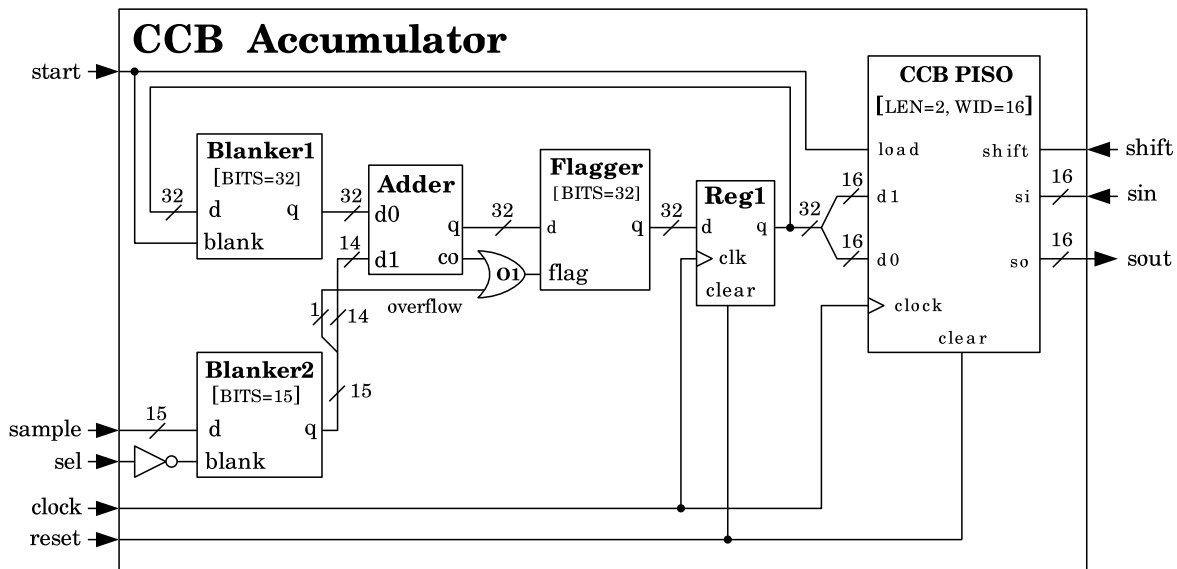 CCB Accumulator
start
CCB PISO
[LEN=2, WID=16]
load
shift
shift
Blanker1
[BITS=32]
32
d
q
blank
32
Adder
d0
q
14
d1
co
32
Flagger
[BITS=32]
d
q
O1
flag
32
Reg1
d
q
clk
clear
32
16
d1
16
d0
si
16
sin
so
16
sout
clock
clear
overflow
1
14
15
Blanker2
[BITS=15]
15
sample
d
q
sel
blank
clock
reset